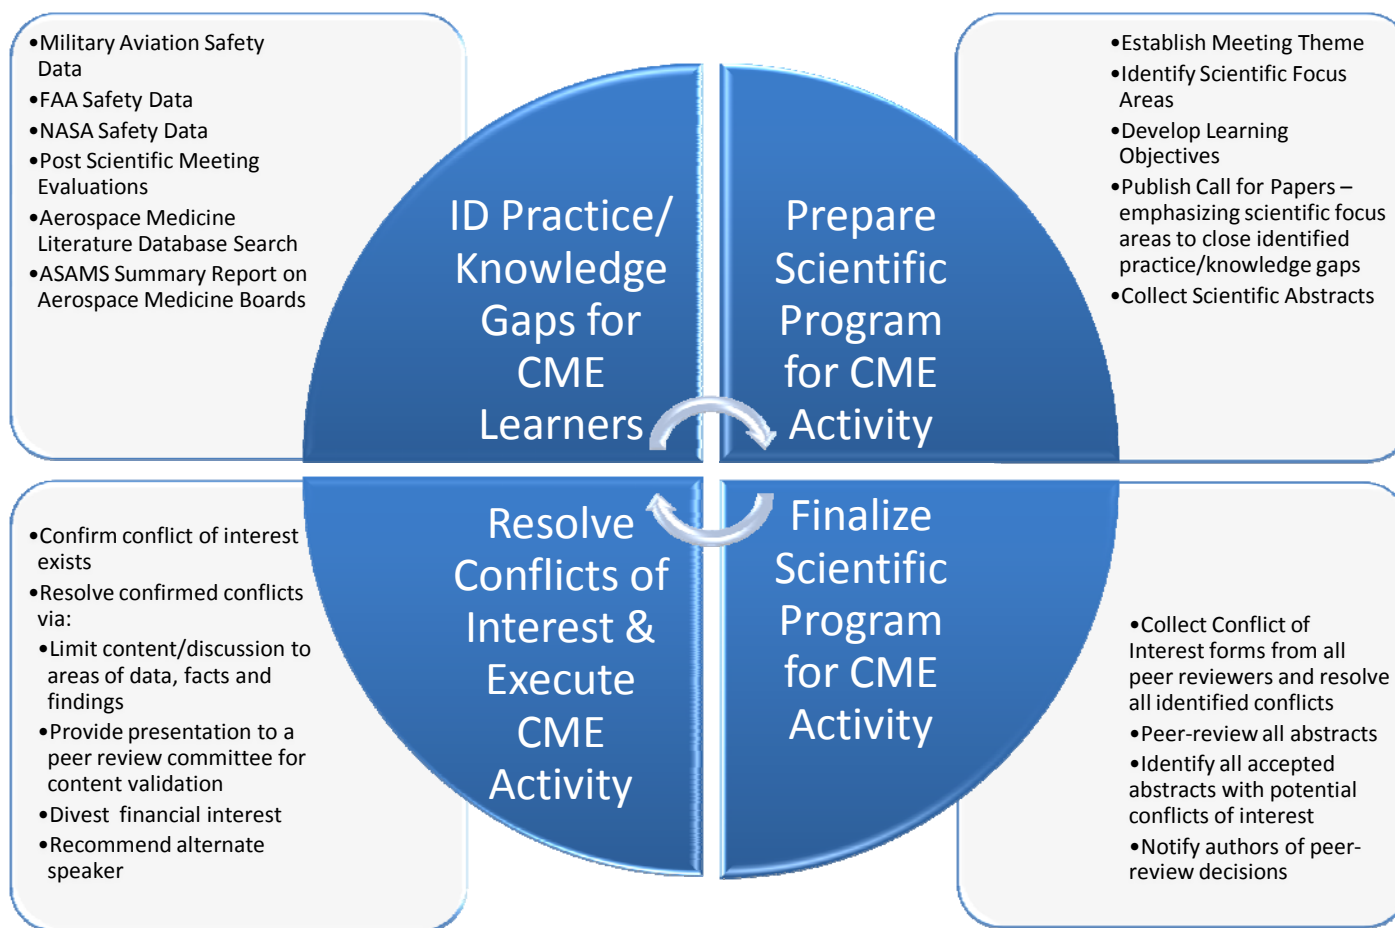 •Military Aviation Safety
Data
•FAA Safety Data
•NASA Safety Data
•Post Scientific Meeting
Evaluations
•Aerospace Medicine
Literature Database Search
•ASAMS Summary Report on
Aerospace Medicine Boards
ID Practice/
Knowledge
Gaps for
CME
Learners
Prepare
Scientific
Program
for CME
Activity
•Establish Meeting Theme
•Identify Scientific Focus
Areas
•Develop Learning
Objectives
•Publish Call for Papers –
emphasizing scientific focus
areas to close identified
practice/knowledge gaps
•Collect Scientific Abstracts
•Confirm conflict of interest
exists
•Resolve confirmed conflicts
via:
•Limit content/discussion to
areas of data, facts and
findings
•Provide presentation to a
peer review committee for
content validation
•Divest financial interest
•Recommend alternate
speaker
Resolve
Conflicts of
Interest &
Execute
CME
Activity
Finalize
Scientific
Program
for CME
Activity
•Collect Conflict of
Interest forms from all
peer reviewers and resolve
all identified conflicts
•Peer-review all abstracts
•Identify all accepted
abstracts with potential
conflicts of interest
•Notify authors of peer-
review decisions